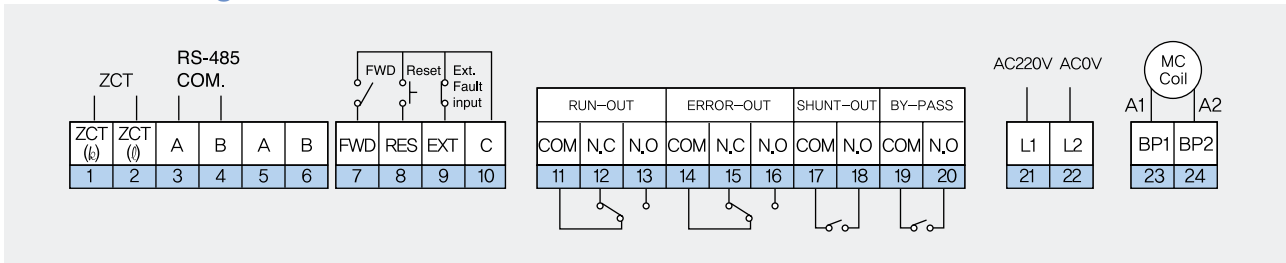 RS-485
ZCT COM.
FWD Reset Ext.
Fault
input
AC220V AC0V
MC
Coil
A1 A2
RUN-OUT ERROR-OUT SHUNT-OUT BY-PASS
ZCT (k) ZCT (ℓ) A B A B FWD RES EXT C COM N.C N.O COM N.C N.O COM N.O COM N.O L1 L2 BP1 BP2
1 2 3 4 5 6 7 8 9 10 11 12 13 14 15 16 17 18 19 20 21 22 23 24